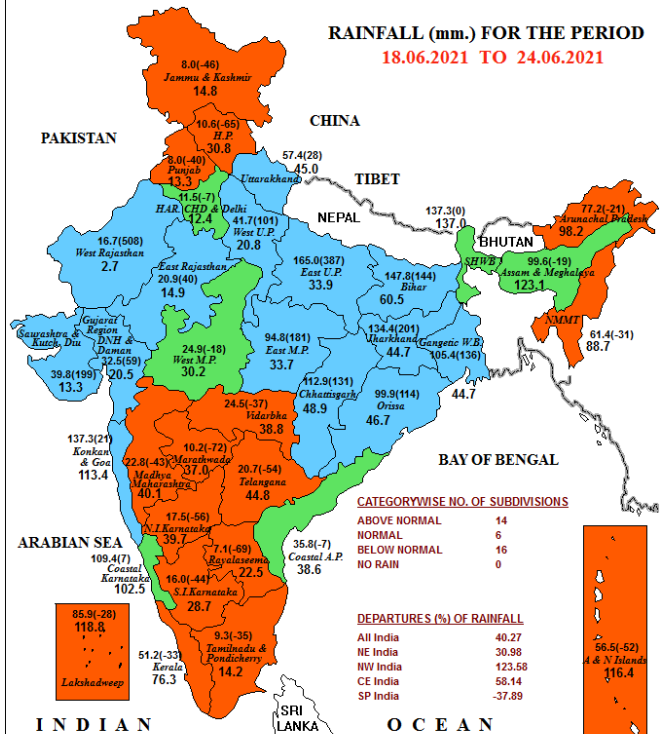 RAINFALL (mm.) FOR THE PERIOD
18.06.2021 TO 24.06.2021
8.0(-46)
Jammu & Kashmir
14.8
CHINA
10.6(-65)
H.P.
30.8
PAKISTAN
8.0(-40)
Punjab
13.3
57.4(28)
45.0
Uttarakhand
TIBET
11.5(-7)
HAR. CHD & Delhi
12.4
NEPAL
41.7(101)
West U.P.
20.8
137.3(0)
137.0
77.2(-21)
Arunachal Pradesh
98.2
BHUTAN
16.7(508)
West Rajasthan
2.7
SHWB
99.6(-19)
Assam & Meghalaya
123.1
East Rajasthan
20.9(40)
14.9
165.0(387)
East U.P.
33.9
147.8(144)
Bihar
60.5
NMMT
61.4(-31)
88.7
Saurashtra &
Kutch, Diu
39.8(199)
13.3
Gujarat
Region
DNH &
Daman
32.5(59)
20.5
24.9(-18)
West M.P.
30.2
94.8(181)
East M.P.
33.7
134.4(201)
Jharkhand
44.7
Gangetic W.B.
105.4(136)
44.7
112.9(131)
Chhattisgarh
48.9
99.9(114)
Orissa
46.7
24.5(-37)
Vidarbha
38.8
137.3(21)
Konkan
& Goa
113.4
22.8(-43)
Madhya
Maharashtra
40.1
10.2(-72)
Marathwada
37.0
20.7(-54)
Telangana
44.8
BAY OF BENGAL
17.5(-56)
N.I.Karnataka
39.7
ARABIAN SEA
109.4(7)
Coastal
Karnataka
102.5
7.1(-69)
Rayalaseema
22.5
35.8(-7)
Coastal A.P.
38.6
16.0(-44)
S.I.Karnataka
28.7
CATEGORYWISE NO. OF SUBDIVISIONS
ABOVE NORMAL 14
NORMAL 6
BELOW NORMAL 16
NO RAIN 0
DEPARTURES (%) OF RAINFALL
All India 40.27
NE India 30.98
NW India 123.58
CE India 58.14
SP India -37.89
85.9(-28)
118.8
Lakshadweep
51.2(-33)
Kerala
76.3
9.3(-35)
Tamilnadu &
Pondicherry
14.2
56.5(-52)
A & N Islands
116.4
SRI
LANKA
INDIAN OCEAN